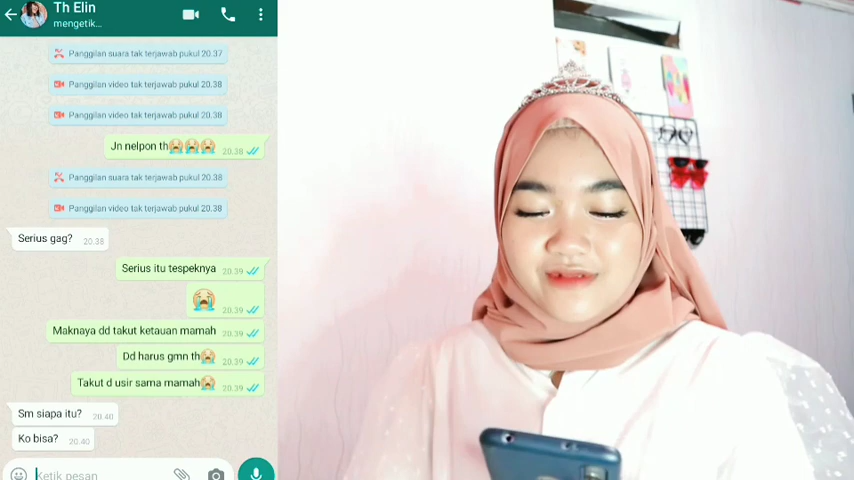 Th Elin
mengetik...
Panggilan suara tak terjawab pukul 20.37
Panggilan video tak terjawab pukul 20.38
Panggilan video tak terjawab pukul 20.38
Jn nelpon th😭😭😭 20.38
Panggilan suara tak terjawab pukul 20.38
Panggilan video tak terjawab pukul 20.38
Serius gag? 20.38
Serius itu tespeknya 20.39
😭 20.39
Maknaya dd takut ketauan mamah 20.39
Dd harus gmn th😭 20.39
Takut d usir sama mamah😭 20.39
Sm siapa itu? 20.40
Ko bisa? 20.40
Ketik pesan